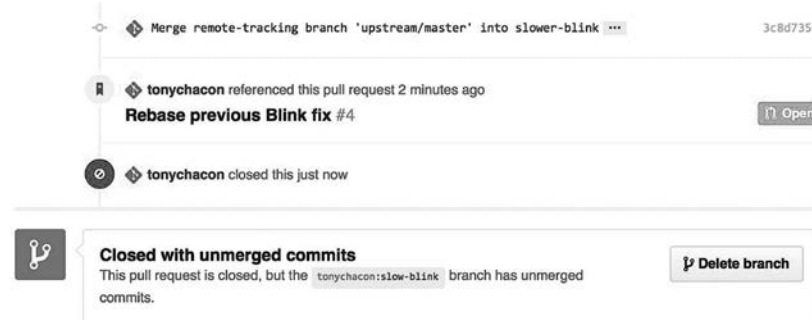 Merge remote-tracking branch 'upstream/master' into slower-blink ... 3c8d735
tonychacon referenced this pull request 2 minutes ago
Rebase previous Blink fix #4
Open
tonychacon closed this just now
Closed with unmerged commits
This pull request is closed, but the tonychacon:slow-blink branch has unmerged
commits.
Delete branch